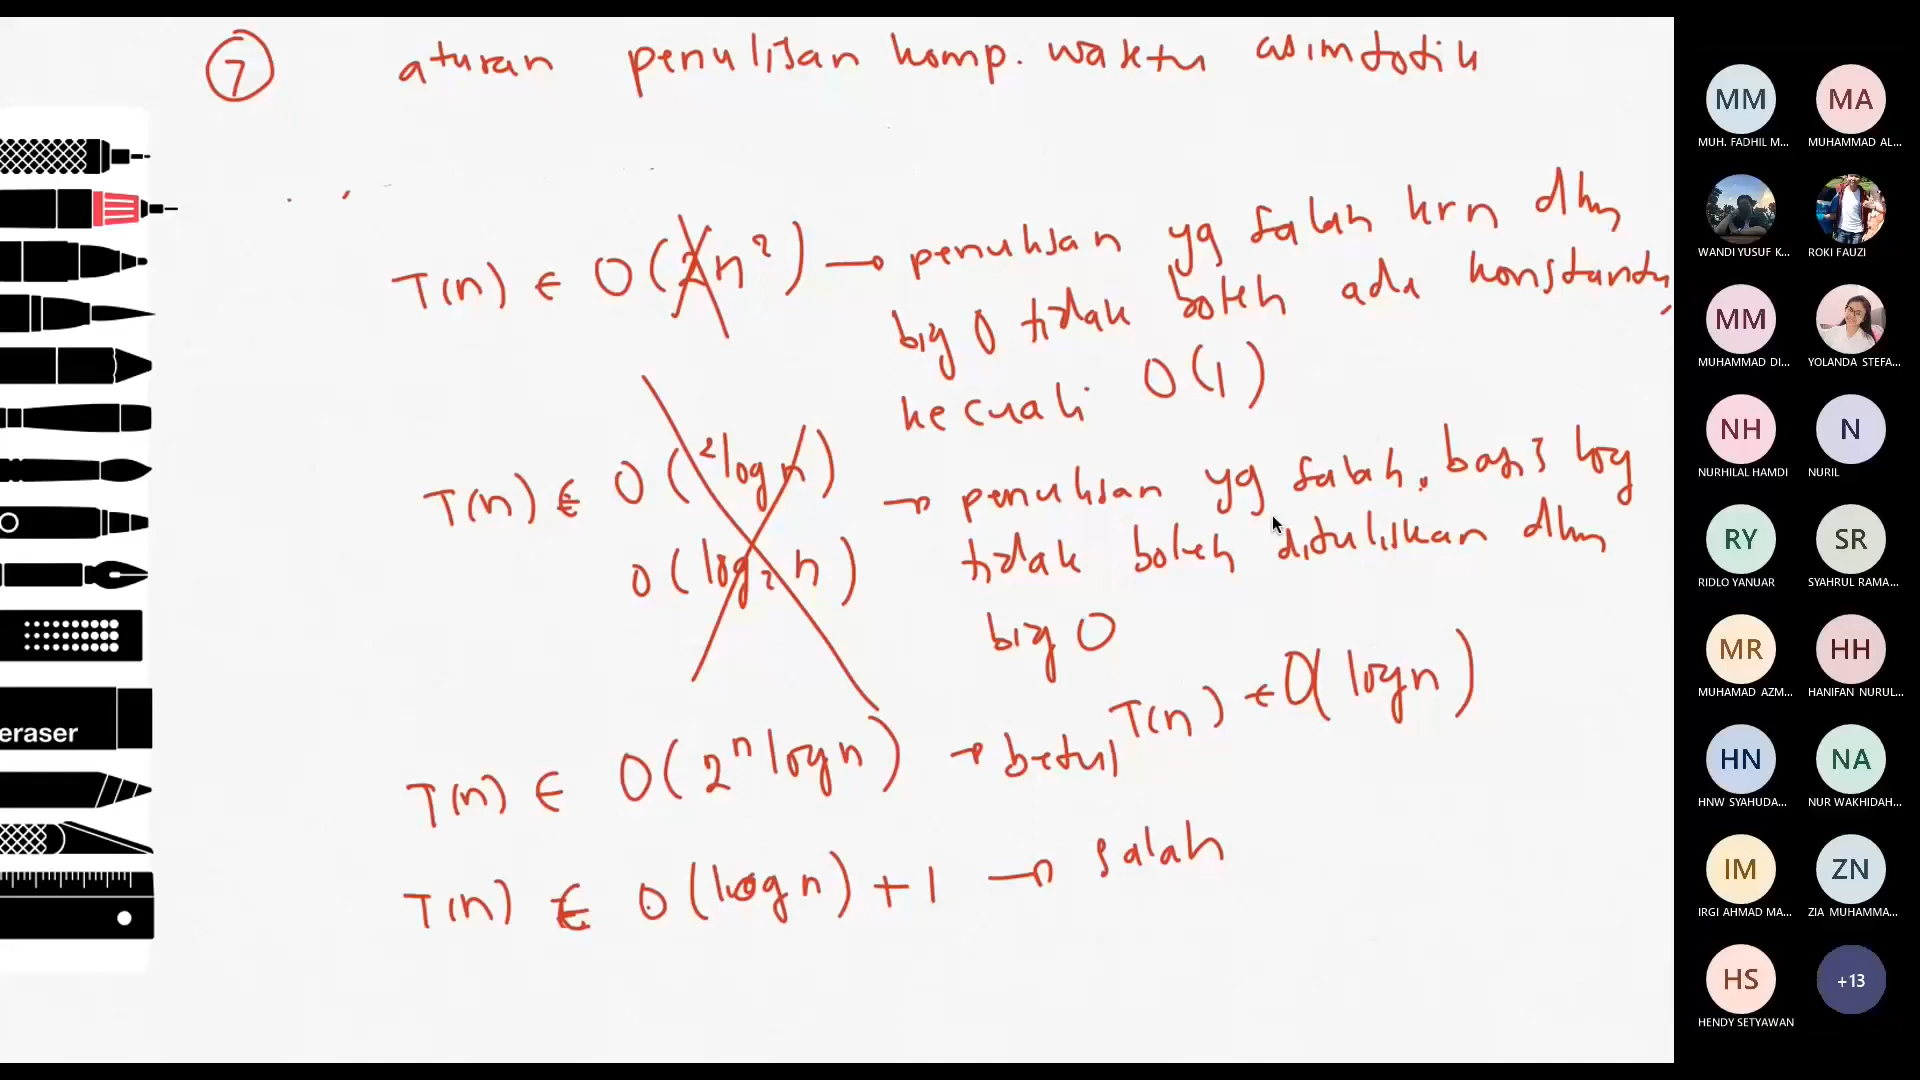 7 aturan penulisan komp. waktu asimtotik
T(n) ∈ O(2n²) → penulisan yg salah krn dlm
big O tidak boleh ada konstanta,
kecuali O(1)
T(n) ∈ O(²log n)
O(log₂ n)
→ penulisan yg salah. basis log
tidak boleh dituliskan dlm
big O
T(n) ∈ O(log n)
T(n) ∈ O(2ⁿ log n) → betul
T(n) ∈ O(log n) + 1 → salah
eraser
MM MA
MUH. FADHIL M... MUHAMMAD AL...
WANDI YUSUF K... ROKI FAUZI
MM
MUHAMMAD DI... YOLANDA STEFA...
NH N
NURHILAL HAMDI NURIL
RY SR
RIDLO YANUAR SYAHRUL RAMA...
MR HH
MUHAMAD AZM... HANIFAN NURUL...
HN NA
HNW SYAHUDA... NUR WAKHIDAH...
IM ZN
IRGI AHMAD MA... ZIA MUHAMMA...
HS +13
HENDY SETYAWAN